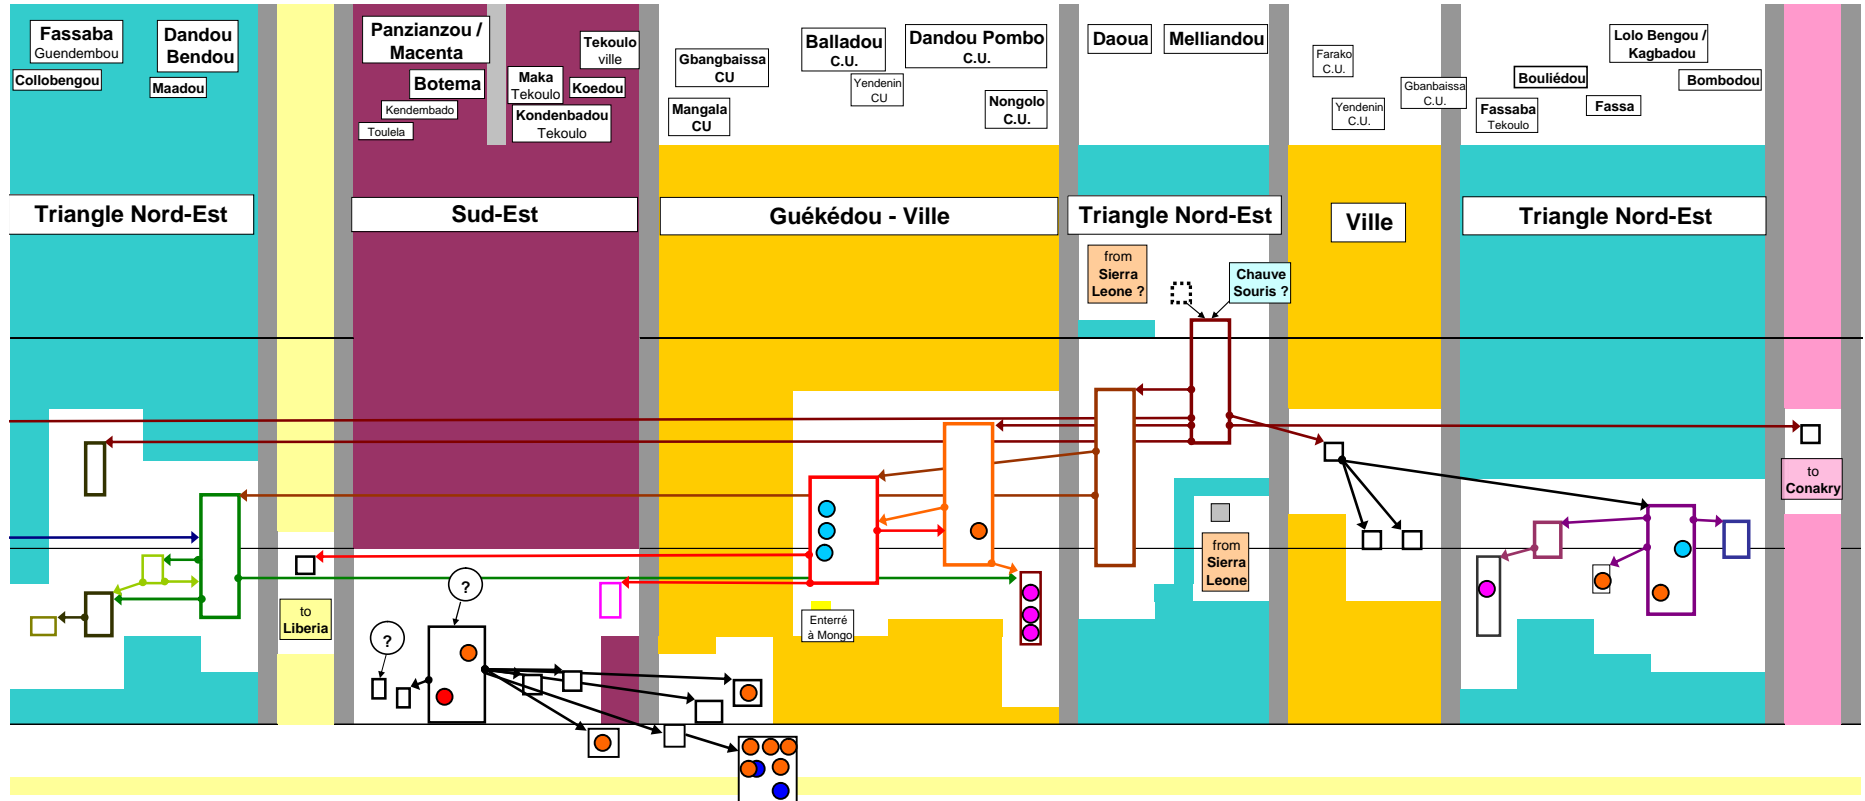 Fassaba
Guendembou
Collobengou
Dandou
Bendou
Maadou
Panzianzou /
Macenta
Botema
Kendembado
Toulela
Tekoulo
ville
Maka
Tekoulo
Koedou
Kondenbadou
Tekoulo
Gbangbaissa
CU
Mangala
CU
Balladou
C.U.
Yendenin
CU
Dandou Pombo
C.U.
Nongolo
C.U.
Daoua
Melliandou
Farako
C.U.
Yendenin
C.U.
Gbanbaissa
C.U.
Lolo Bengou /
Kagbadou
Bouliédou
Bombodou
Fassaba
Tekoulo
Fassa
Triangle Nord-Est
Sud-Est
Guékédou - Ville
Triangle Nord-Est
Ville
Triangle Nord-Est
from
Sierra
Leone ?
Chauve
Souris ?
to
Conakry
from
Sierra
Leone
to
Liberia
Enterré
à Mongo
?
?